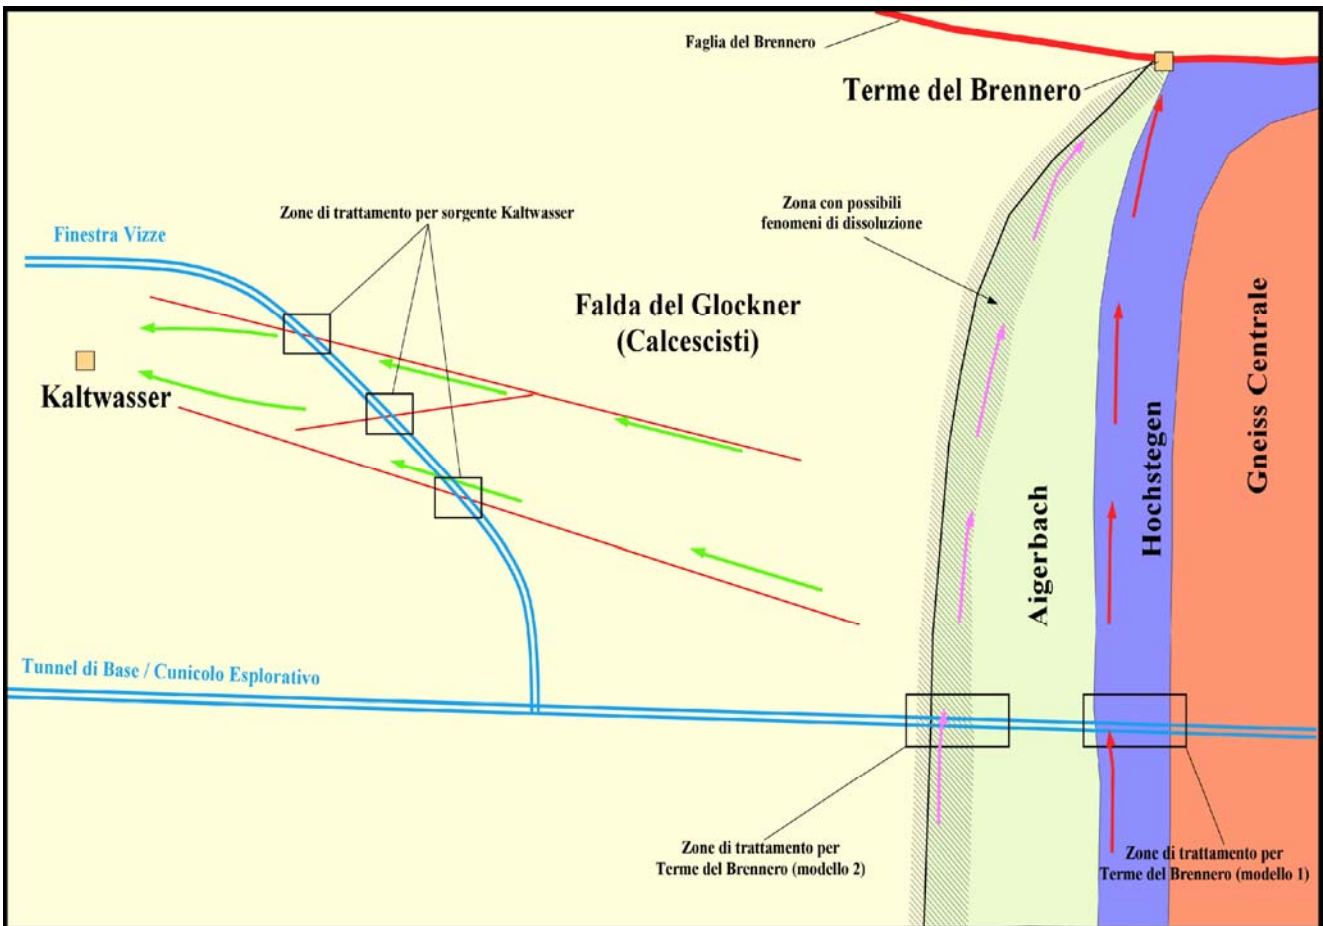 Faglia del Brennero
Terme del Brennero
Zone di trattamento per sorgente Kaltwasser
Zona con possibili
fenomeni di dissoluzione
Finestra Vizze
Falda del Glockner
(Calcescisti)
Kaltwasser
Aigerbach
Hochstegen
Gneiss Centrale
Tunnel di Base / Cunicolo Esplorativo
Zone di trattamento per
Terme del Brennero (modello 2)
Zone di trattamento per
Terme del Brennero (modello 1)